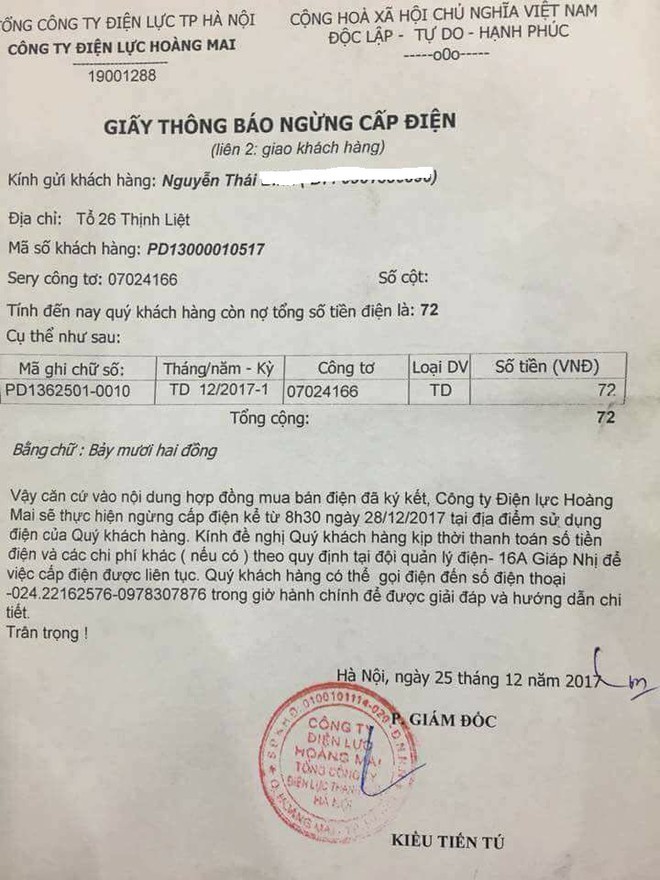 TỔNG CÔNG TY ĐIỆN LỰC TP HÀ NỘI
CÔNG TY ĐIỆN LỰC HOÀNG MAI
19001288
CỘNG HOÀ XÃ HỘI CHỦ NGHĨA VIỆT NAM
ĐỘC LẬP - TỰ DO - HẠNH PHÚC
-----o0o-----
GIẤY THÔNG BÁO NGỪNG CẤP ĐIỆN
(liên 2: giao khách hàng)
Kính gửi khách hàng: Nguyễn Thái
Địa chỉ: Tổ 26 Thịnh Liệt
Mã số khách hàng: PD13000010517
Sery công tơ: 07024166 Số cột:
Tính đến nay quý khách hàng còn nợ tổng số tiền điện là: 72
Cụ thể như sau:
Mã ghi chữ số: Tháng/năm - Kỳ Công tơ Loại DV Số tiền (VNĐ)
PD1362501-0010 TD 12/2017-1 07024166 TD 72
Tổng cộng: 72
Bằng chữ : Bảy mươi hai đồng
Vậy căn cứ vào nội dung hợp đồng mua bán điện đã ký kết, Công ty Điện lực Hoàng
Mai sẽ thực hiện ngừng cấp điện kể từ 8h30 ngày 28/12/2017 tại địa điểm sử dụng
điện của Quý khách hàng. Kính đề nghị Quý khách hàng kịp thời thanh toán số tiền
điện và các chi phí khác ( nếu có ) theo quy định tại đội quản lý điện- 16A Giáp Nhị để
việc cấp điện được liên tục. Quý khách hàng có thể gọi điện đến số điện thoại
-024.22162576-0978307876 trong giờ hành chính để được giải đáp và hướng dẫn chi
tiết.
Trân trọng !
Hà Nội, ngày 25 tháng 12 năm 2017
P. GIÁM ĐỐC
CÔNG TY
ĐIỆN LỰC
HOÀNG MAI
TỔNG CÔNG TY
ĐIỆN LỰC
HÀ NỘI
KIỀU TIẾN TÚ